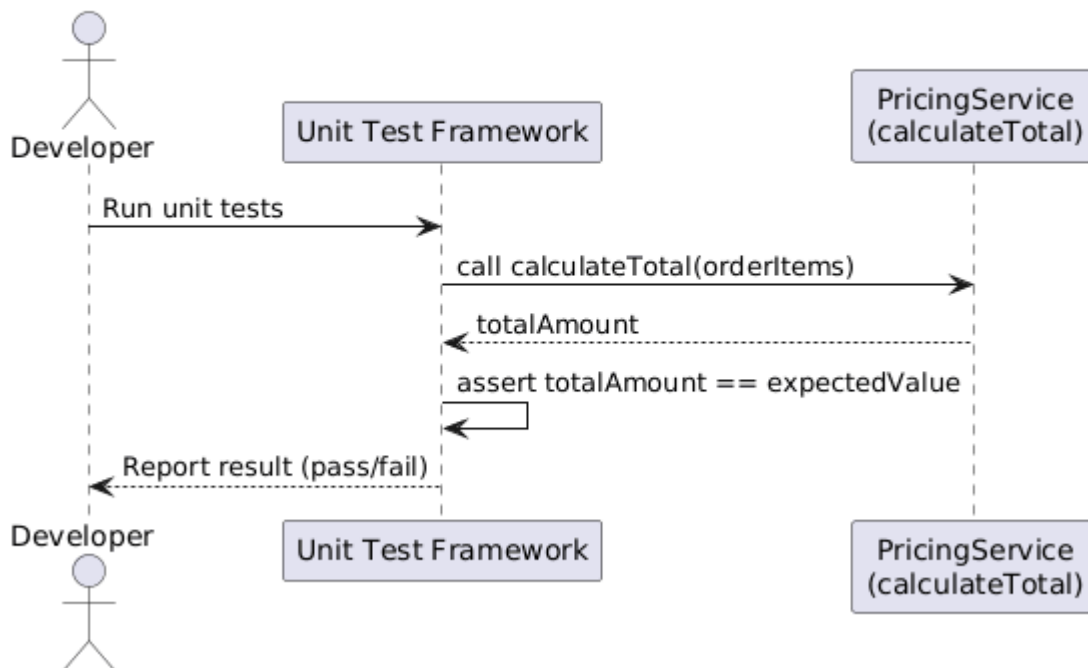 Developer
Unit Test Framework
PricingService
(calculateTotal)
Run unit tests
call calculateTotal(orderItems)
totalAmount
assert totalAmount == expectedValue
Report result (pass/fail)
Developer
Unit Test Framework
PricingService
(calculateTotal)